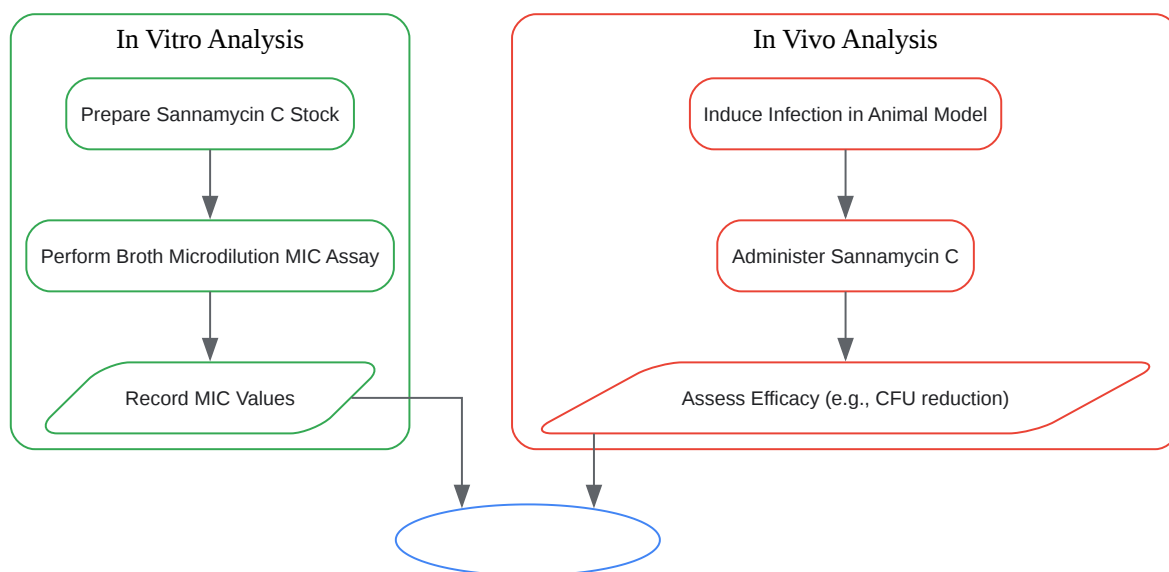 In Vitro Analysis
Prepare Sannamycin C Stock
Perform Broth Microdilution MIC Assay
Record MIC Values
In Vivo Analysis
Induce Infection in Animal Model
Administer Sannamycin C
Assess Efficacy (e.g., CFU reduction)